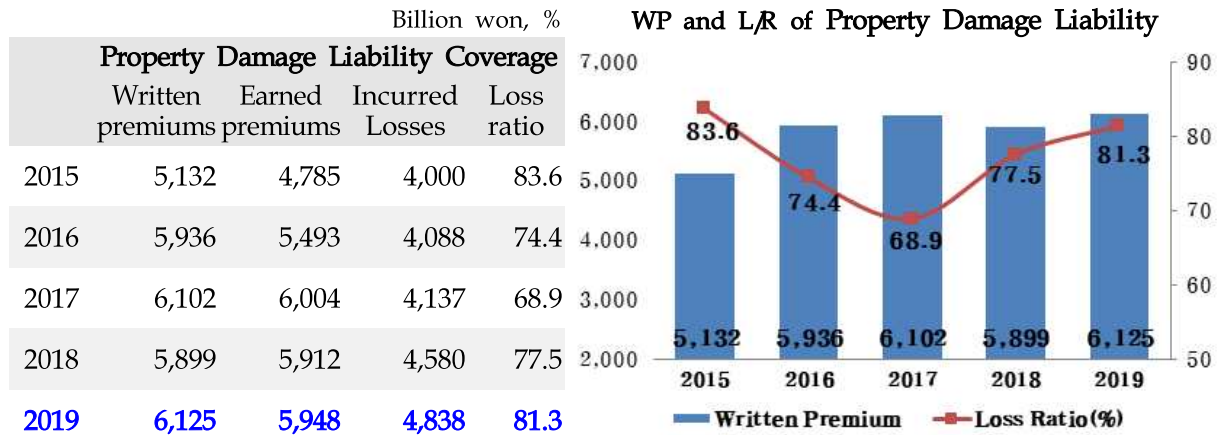 Billion won, %
Property Damage Liability Coverage
Written Earned Incurred Loss
premiums premiums Losses ratio
2015 5,132 4,785 4,000 83.6
2016 5,936 5,493 4,088 74.4
2017 6,102 6,004 4,137 68.9
2018 5,899 5,912 4,580 77.5
2019 6,125 5,948 4,838 81.3
WP and L/R of Property Damage Liability
7,000 90
6,000 80
5,000 70
4,000 60
3,000 50
2,000
83.6 74.4 68.9 77.5 81.3
5,132 5,936 6,102 5,899 6,125
2015 2016 2017 2018 2019
Written Premium Loss Ratio(%)